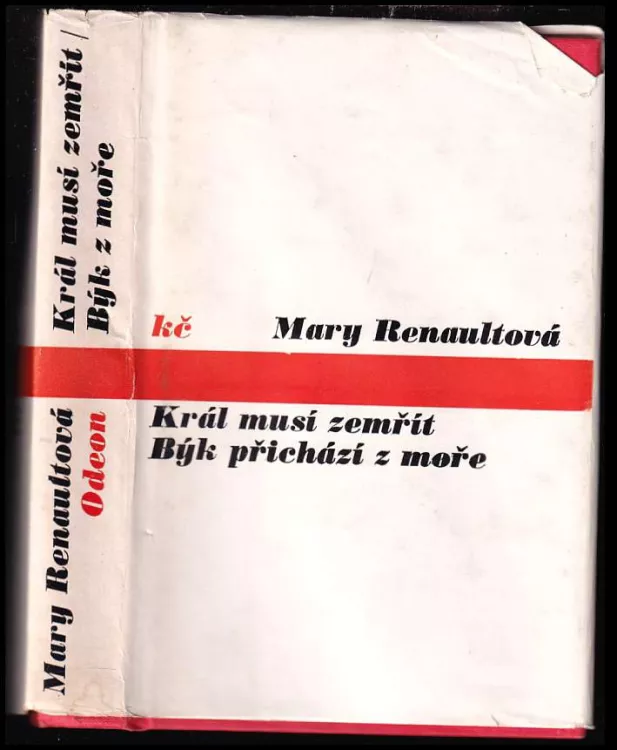 Král musí zemřít /
Býk z moře
Mary Renaultová
Odeon
kč
Mary Renaultová
Král musí zemřít
Býk přichází z moře